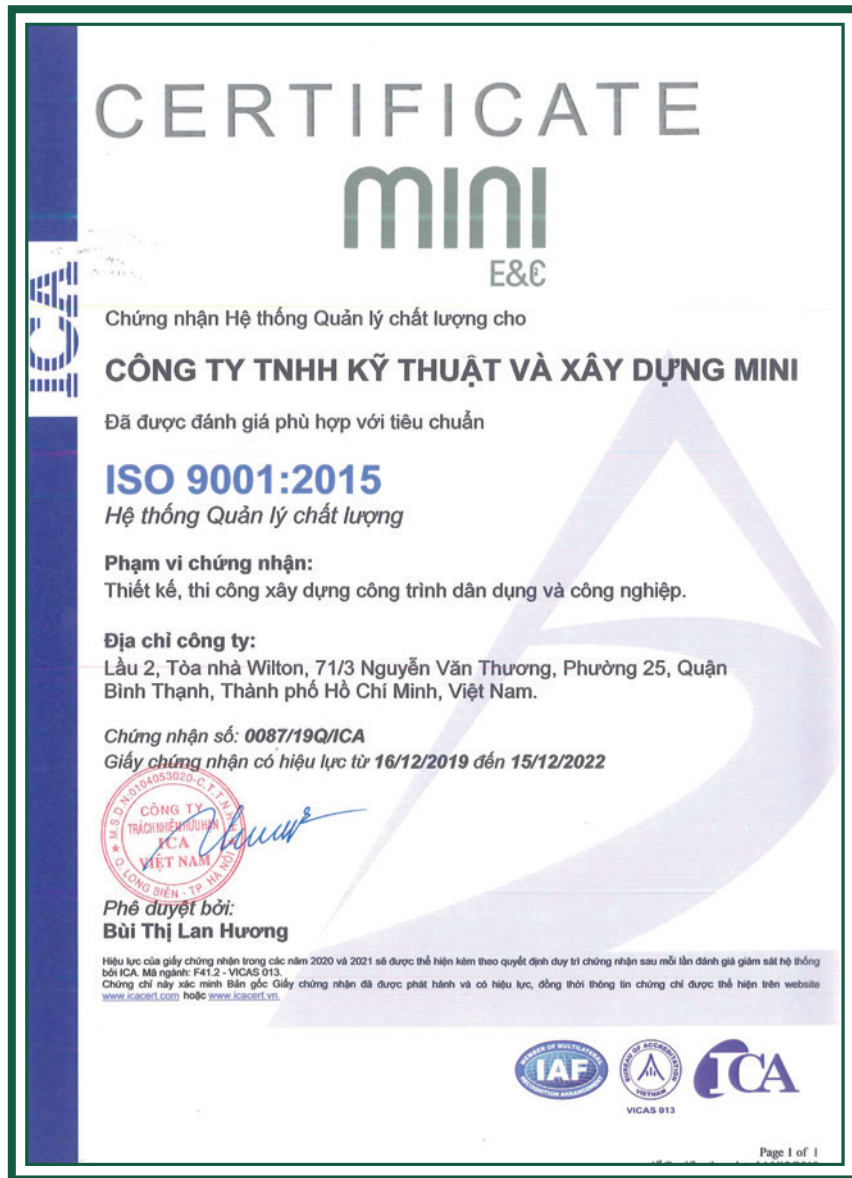 CERTIFICATE
mini
E&C
ICA
Chứng nhận Hệ thống Quản lý chất lượng cho
CÔNG TY TNHH KỸ THUẬT VÀ XÂY DỰNG MINI
Đã được đánh giá phù hợp với tiêu chuẩn
ISO 9001:2015
Hệ thống Quản lý chất lượng
Phạm vi chứng nhận:
Thiết kế, thi công xây dựng công trình dân dụng và công nghiệp.
Địa chỉ công ty:
Lầu 2, Tòa nhà Wilton, 71/3 Nguyễn Văn Thương, Phường 25, Quận
Bình Thạnh, Thành phố Hồ Chí Minh, Việt Nam.
Chứng nhận số: 0087/19Q/ICA
Giấy chứng nhận có hiệu lực từ 16/12/2019 đến 15/12/2022
M.S.D.N:0104053020-C.T.T.N.H.H
CÔNG TY
TRÁCH NHIỆM HỮU HẠN
ICA
VIỆT NAM
Q. LONG BIÊN - TP. HÀ NỘI
Phê duyệt bởi:
Bùi Thị Lan Hương
Hiệu lực của giấy chứng nhận trong các năm 2020 và 2021 sẽ được thể hiện kèm theo quyết định duy trì chứng nhận sau mỗi lần đánh giá giám sát hệ thống
bởi ICA. Mã ngành: F41.2 - VICAS 013.
Chứng chỉ này xác minh Bản gốc Giấy chứng nhận đã được phát hành và có hiệu lực, đồng thời thông tin chứng chỉ được thể hiện trên website
www.icacert.com hoặc www.icacert.vn.
MEMBER OF MULTILATERAL
IAF
RECOGNITION ARRANGEMENT
BUREAU OF ACCREDITATION
VIETNAM
VICAS 013
ICA
Page 1 of 1